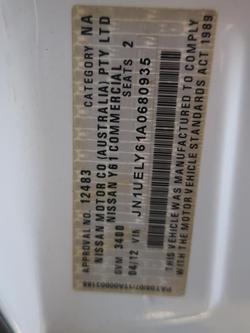 APPROVAL NO. 12483 CATEGORY NA
NISSAN MOTOR CO (AUSTRALIA) PTY LTD
NISSAN Y61 COMMERCIAL
GVM 3400 SEATS 2
04/12 VIN JN1UELY61A0680935
THIS VEHICLE WAS MANUFACTURED TO COMPLY
WITH THE MOTOR VEHICLE STANDARDS ACT 1989